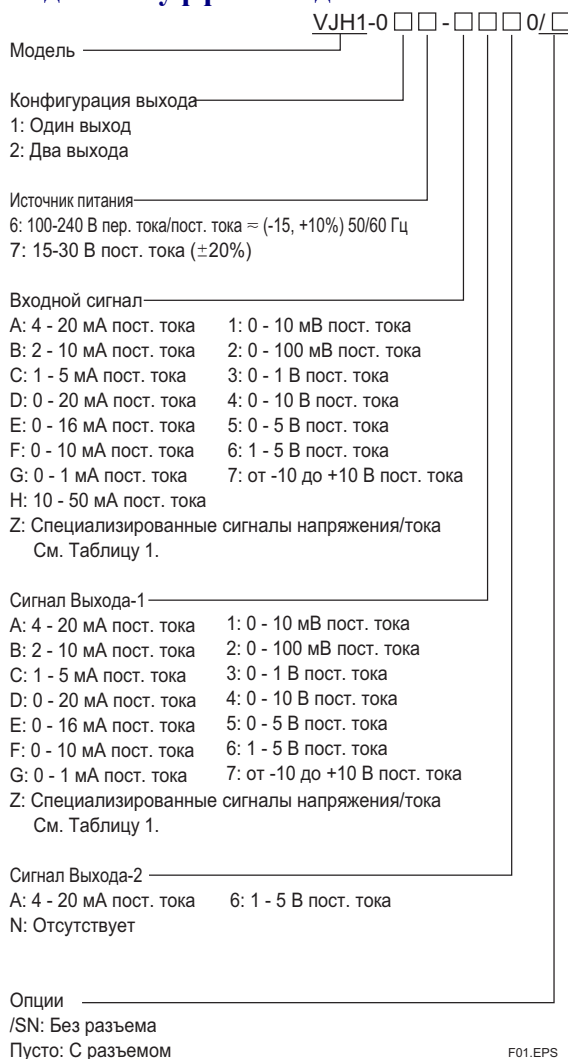 VJH1-0 □ □ - □ □ □ 0/ □
Модель
Конфигурация выхода
1: Один выход
2: Два выхода
Источник питания
6: 100-240 В пер. тока/пост. тока ≂ (-15, +10%) 50/60 Гц
7: 15-30 В пост. тока (±20%)
Входной сигнал
A: 4 - 20 мА пост. тока 1: 0 - 10 мВ пост. тока
B: 2 - 10 мА пост. тока 2: 0 - 100 мВ пост. тока
C: 1 - 5 мА пост. тока 3: 0 - 1 В пост. тока
D: 0 - 20 мА пост. тока 4: 0 - 10 В пост. тока
E: 0 - 16 мА пост. тока 5: 0 - 5 В пост. тока
F: 0 - 10 мА пост. тока 6: 1 - 5 В пост. тока
G: 0 - 1 мА пост. тока 7: от -10 до +10 В пост. тока
H: 10 - 50 мА пост. тока
Z: Специализированные сигналы напряжения/тока
См. Таблицу 1.
Сигнал Выхода-1
A: 4 - 20 мА пост. тока 1: 0 - 10 мВ пост. тока
B: 2 - 10 мА пост. тока 2: 0 - 100 мВ пост. тока
C: 1 - 5 мА пост. тока 3: 0 - 1 В пост. тока
D: 0 - 20 мА пост. тока 4: 0 - 10 В пост. тока
E: 0 - 16 мА пост. тока 5: 0 - 5 В пост. тока
F: 0 - 10 мА пост. тока 6: 1 - 5 В пост. тока
G: 0 - 1 мА пост. тока 7: от -10 до +10 В пост. тока
Z: Специализированные сигналы напряжения/тока
См. Таблицу 1.
Сигнал Выхода-2
A: 4 - 20 мА пост. тока 6: 1 - 5 В пост. тока
N: Отсутствует
Опции
/SN: Без разъема
Пусто: С разъемом
F01.EPS